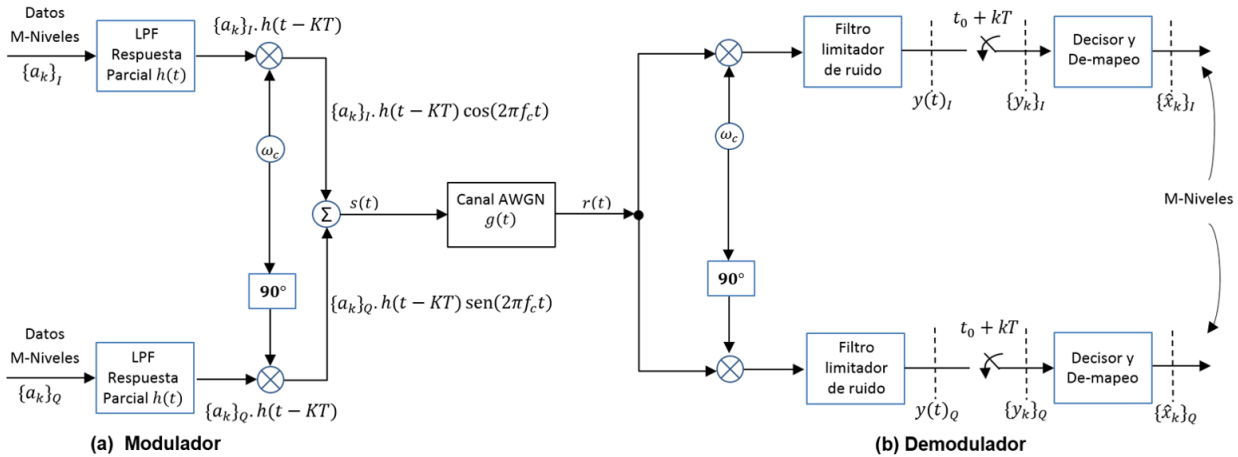 Datos
M-Niveles
{a_k}_I
LPF
Respuesta
Parcial h(t)
{a_k}_I. h(t − KT)
ω_c
90°
{a_k}_I. h(t − KT) cos(2πf_c t)
Σ
s(t)
{a_k}_Q. h(t − KT) sen(2πf_c t)
Datos
M-Niveles
{a_k}_Q
LPF
Respuesta
Parcial h(t)
{a_k}_Q. h(t − KT)
(a) Modulador
Canal AWGN
g(t)
r(t)
ω_c
90°
Filtro
limitador
de ruido
y(t)_I
t_0 + kT
{y_k}_I
Decisor y
De-mapeo
{x̂_k}_I
M-Niveles
Filtro
limitador
de ruido
y(t)_Q
t_0 + kT
{y_k}_Q
Decisor y
De-mapeo
{x̂_k}_Q
(b) Demodulador